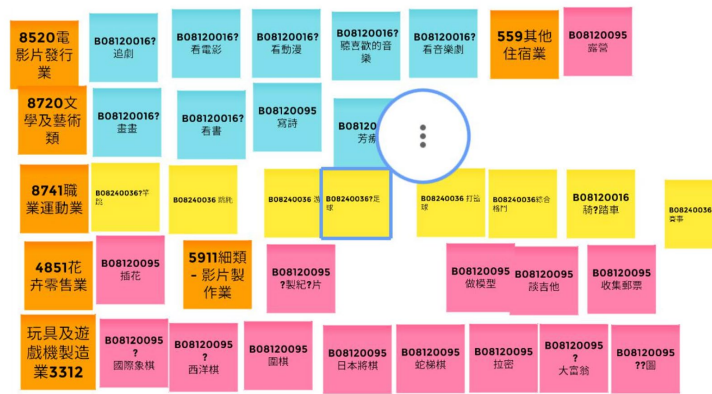 8520電
影片發行
業
B08120016?
追劇
B08120016?
看電影
B08120016?
看動漫
B08120016?
聽喜歡的音
樂
B08120016?
看音樂劇
559其他
住宿業
B08120095
露營
8720文
學及藝術
類
B08120016?
畫畫
B08120016?
看書
B08120095
寫詩
B08120
芳療
8741職
業運動業
B08240036?羊
毛
B08240036
B08240036
B08240036?足
球
B08240036 打籃
球
B08240036綜合
格鬥
B08120016
騎?踏車
B08240036
賽事
4851花
卉零售業
B08120095
插花
5911細類
- 影片製
作業
B08120095
?製紀?片
B08120095
做模型
B08120095
談吉他
B08120095
收集郵票
玩具及遊
戲機製造
業3312
B08120095
?
國際象棋
B08120095
?
西洋棋
B08120095
圍棋
B08120095
日本將棋
B08120095
蛇梯棋
B08120095
拉密
B08120095
?
大富翁
B08120095
??圖